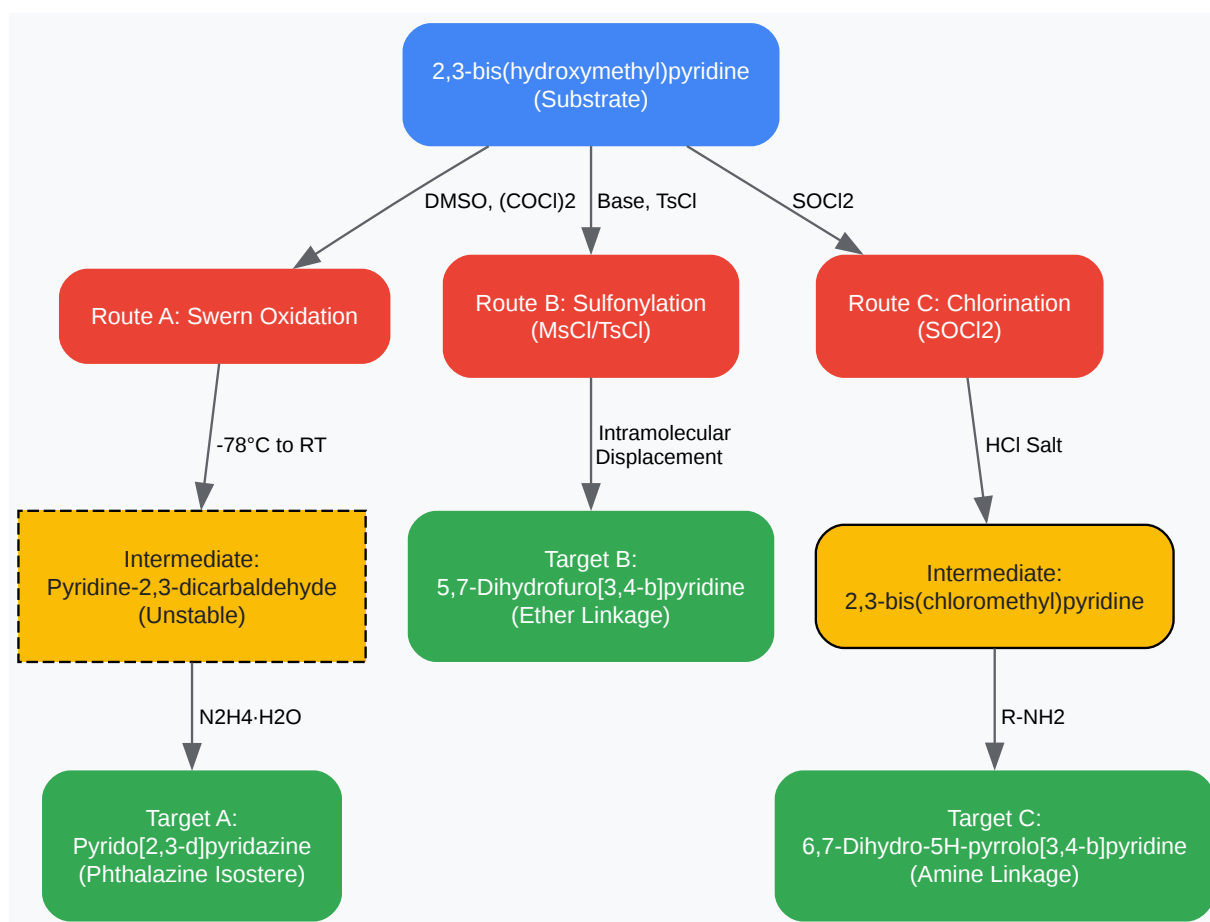 2,3-bis(hydroxymethyl)pyridine
(Substrate)
DMSO, (COCl)2
Base, TsCl
SOCl2
Route A: Swern Oxidation
Route B: Sulfonylation
(MsCl/TsCl)
Route C: Chlorination
(SOCl2)
-78°C to RT
Intramolecular
Displacement
HCl Salt
Intermediate:
Pyridine-2,3-dicarbaldehyde
(Unstable)
Target B:
5,7-Dihydrofuro[3,4-b]pyridine
(Ether Linkage)
Intermediate:
2,3-bis(chloromethyl)pyridine
N2H4·H2O
R-NH2
Target A:
Pyrido[2,3-d]pyridazine
(Phthalazine Isostere)
Target C:
6,7-Dihydro-5H-pyrrolo[3,4-b]pyridine
(Amine Linkage)